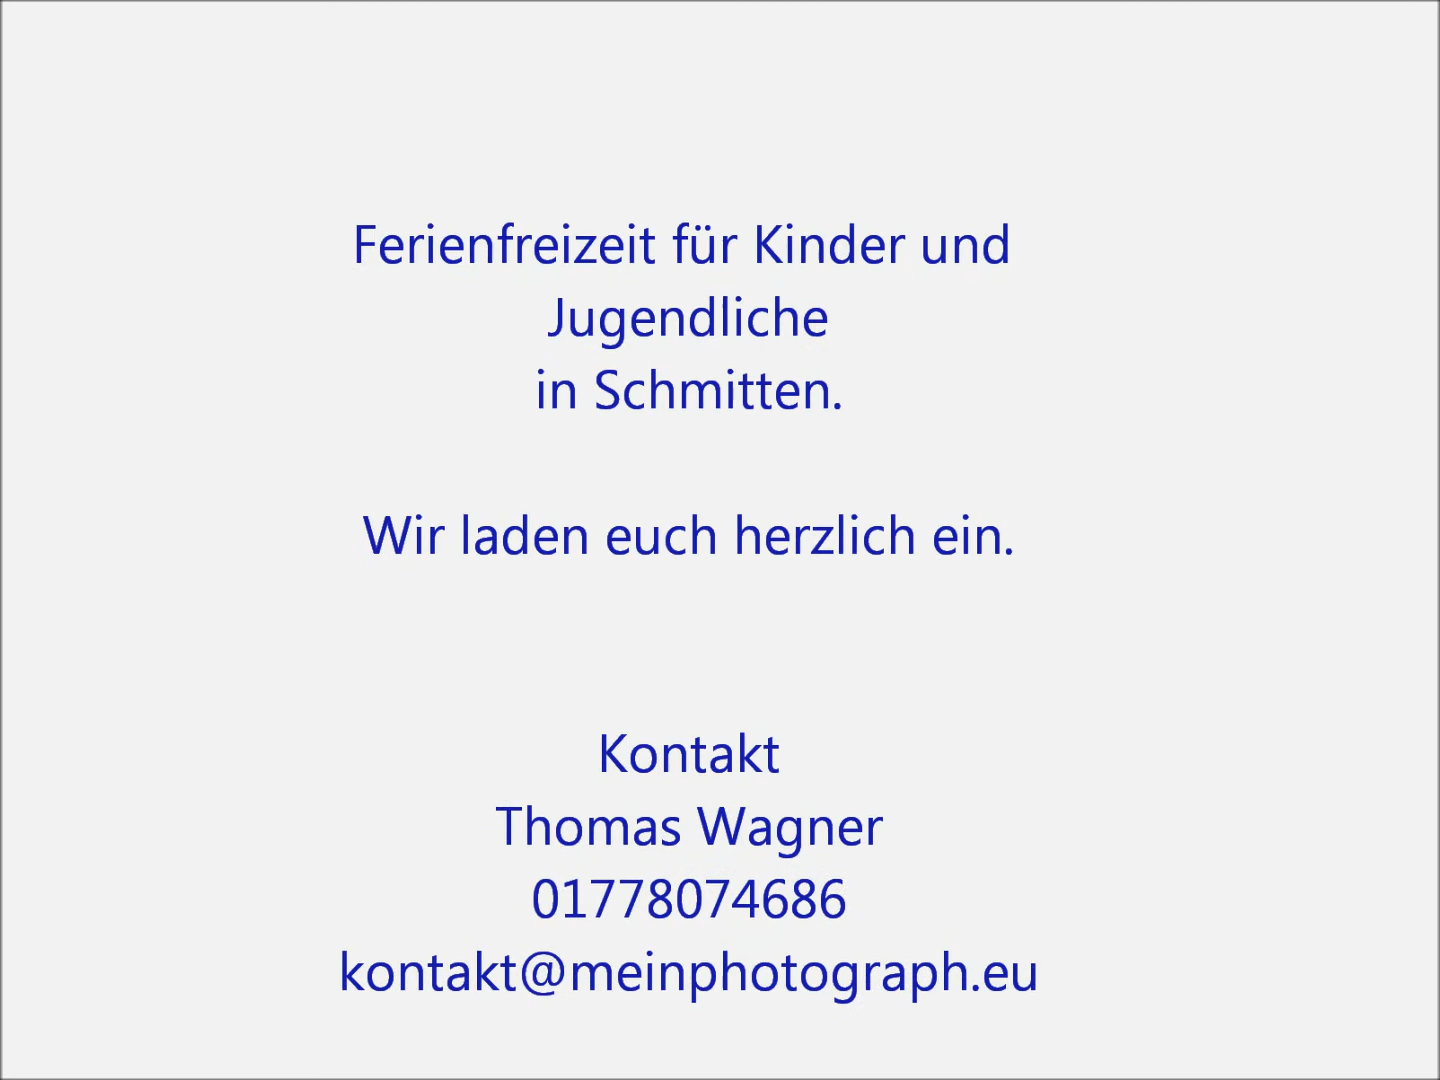 Ferienfreizeit für Kinder und
Jugendliche
in Schmitten.
Wir laden euch herzlich ein.
Kontakt
Thomas Wagner
01778074686
kontakt@meinphotograph.eu